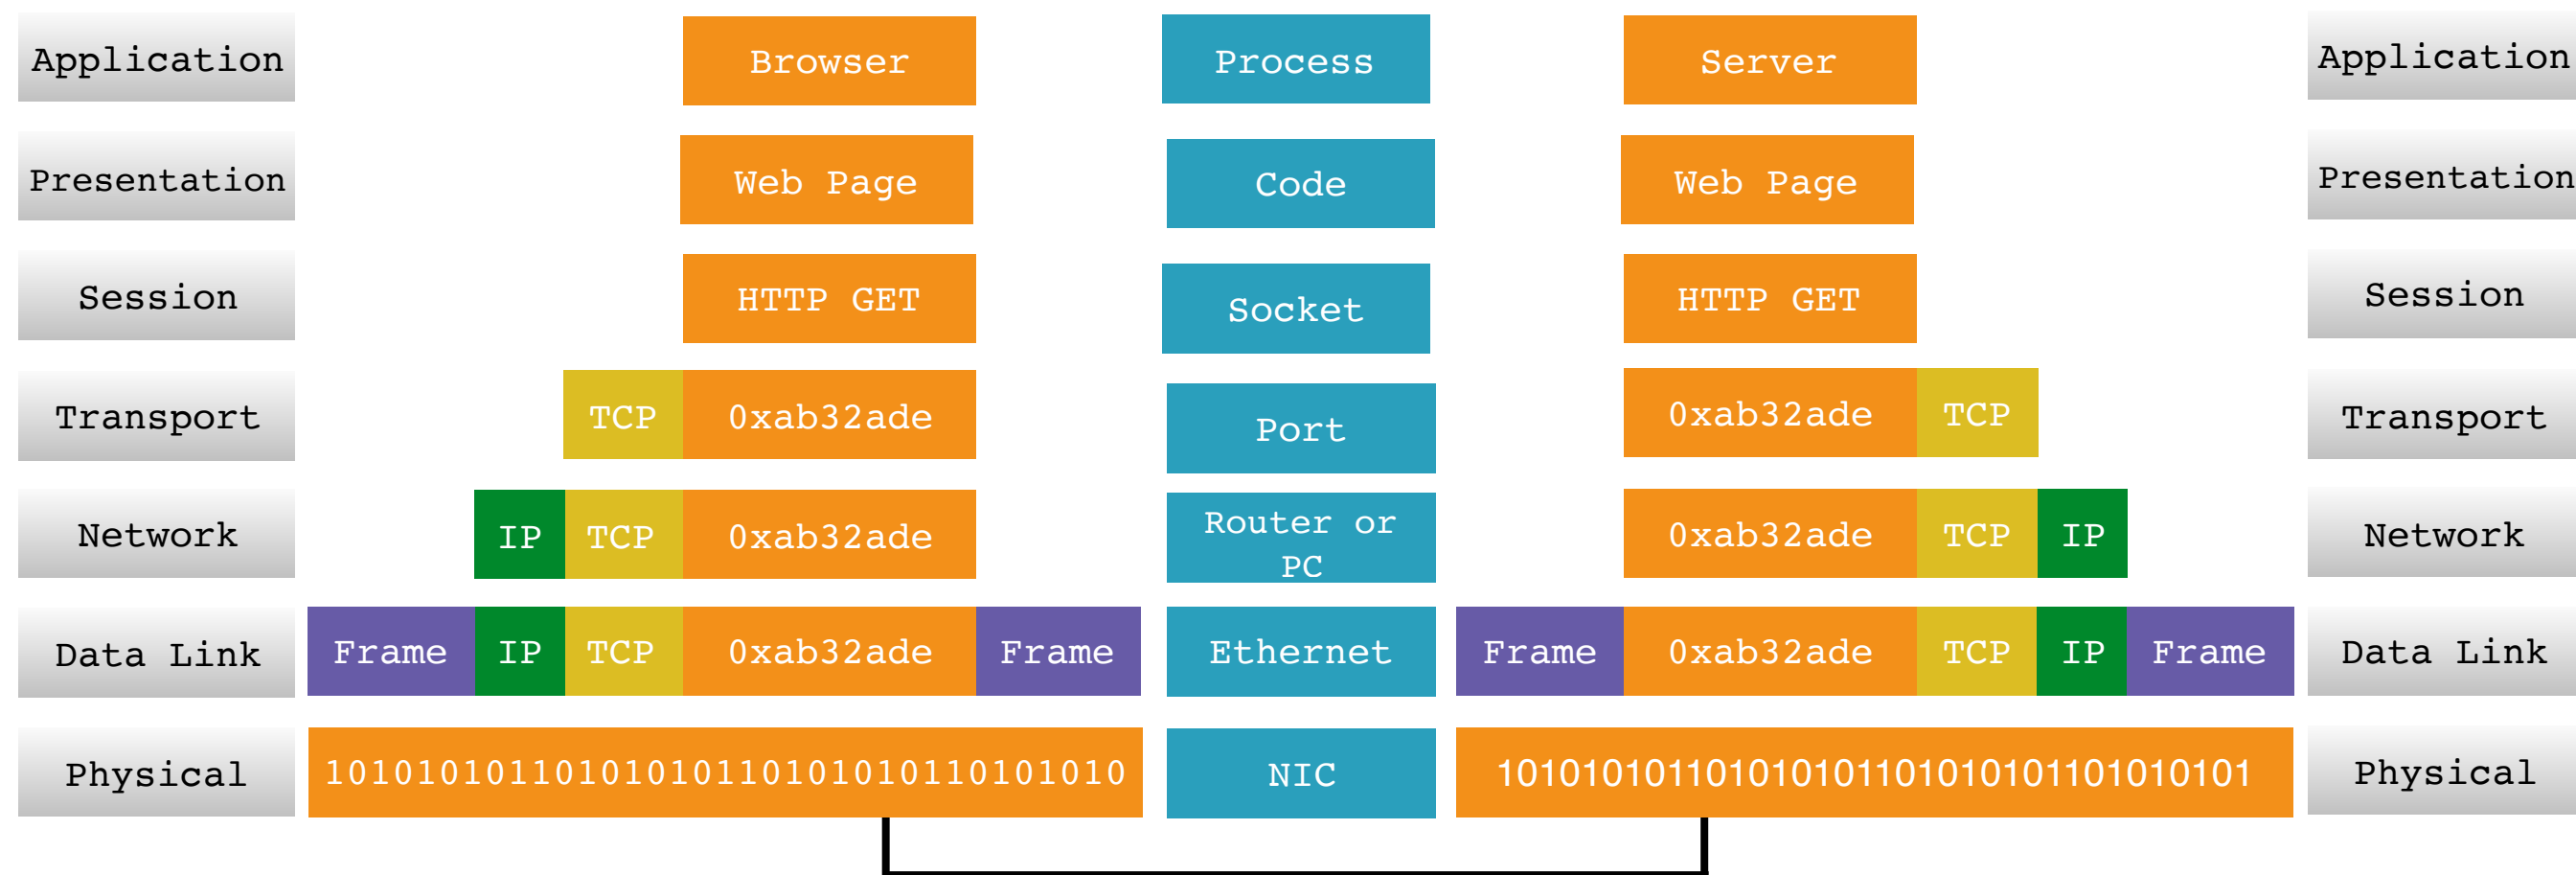 Application Browser Process Server Application
Presentation Web Page Code Web Page Presentation
Session HTTP GET Socket HTTP GET Session
Transport TCP 0xab32ade Port 0xab32ade TCP Transport
Network IP TCP 0xab32ade Router or PC 0xab32ade TCP IP Network
Data Link Frame IP TCP 0xab32ade Frame Ethernet Frame 0xab32ade TCP IP Frame Data Link
Physical 10101010110101010110101010110101010 NIC 101010101101010101101010101101010101 Physical